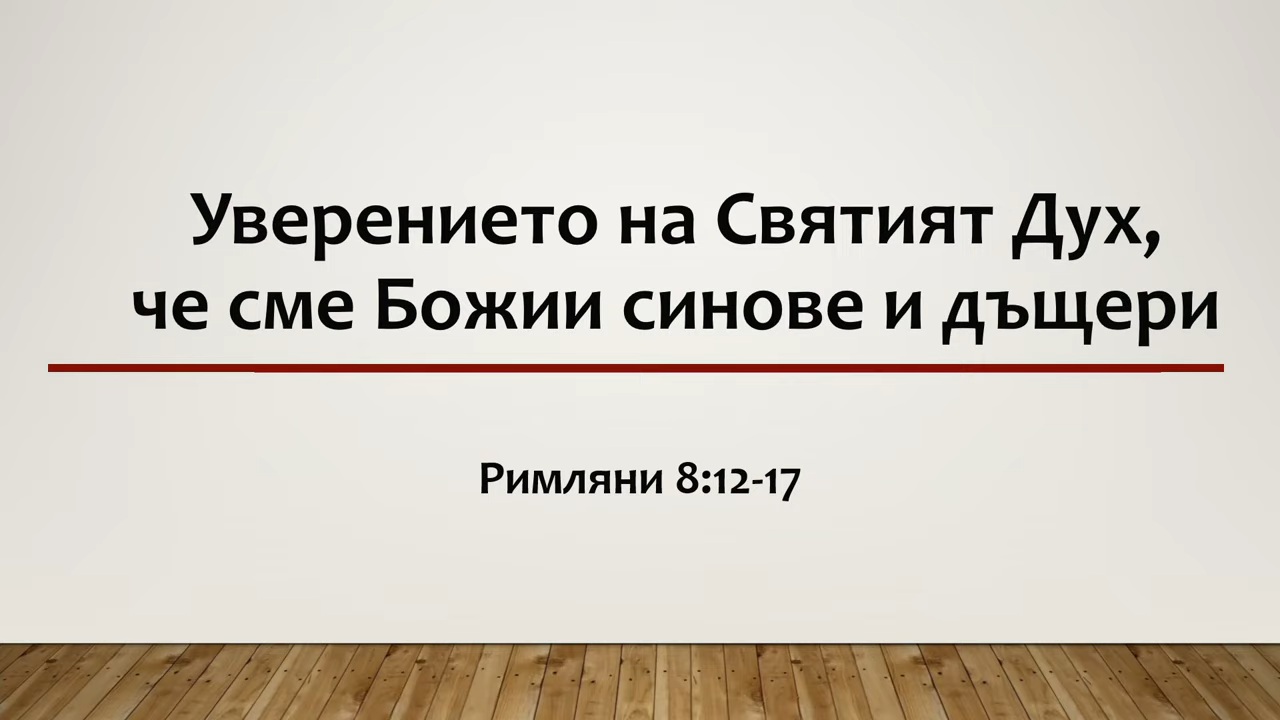 Уверението на Святият Дух,
че сме Божии синове и дъщери
Римляни 8:12-17